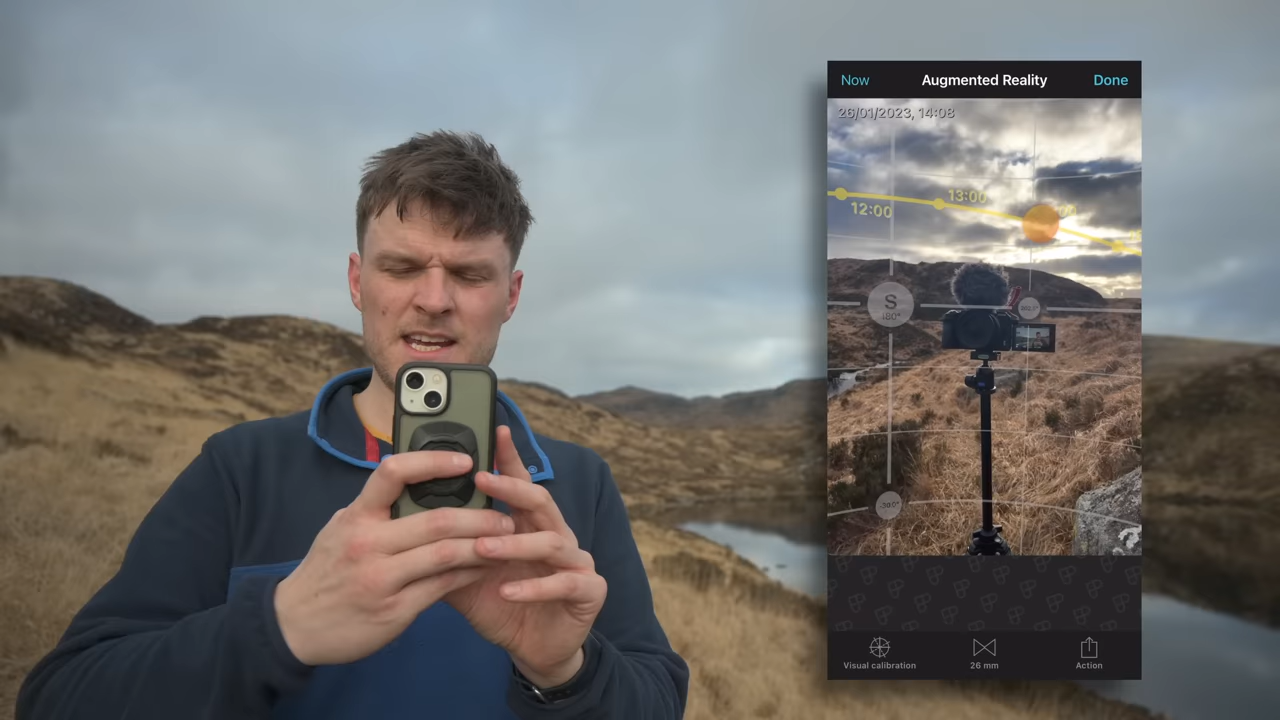 Now
Augmented Reality
Done
26/01/2023, 14:08
13:00
12:00
S
180°
Visual calibration
26 mm
Action